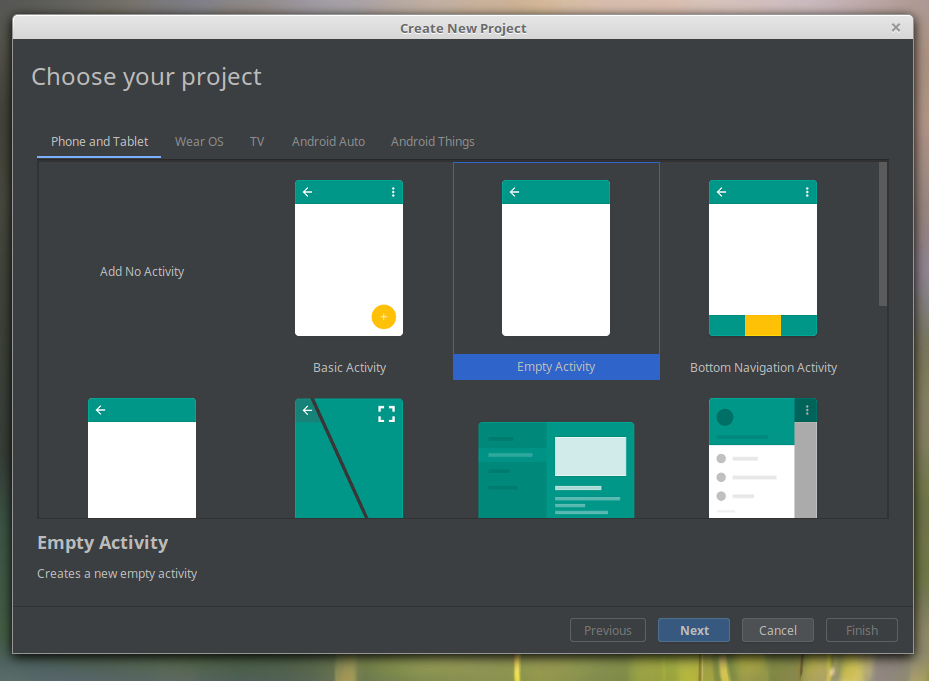 Create New Project
Choose your project
Phone and Tablet Wear OS TV Android Auto Android Things
Add No Activity
Basic Activity Empty Activity Bottom Navigation Activity
Empty Activity
Creates a new empty activity
Previous Next Cancel Finish